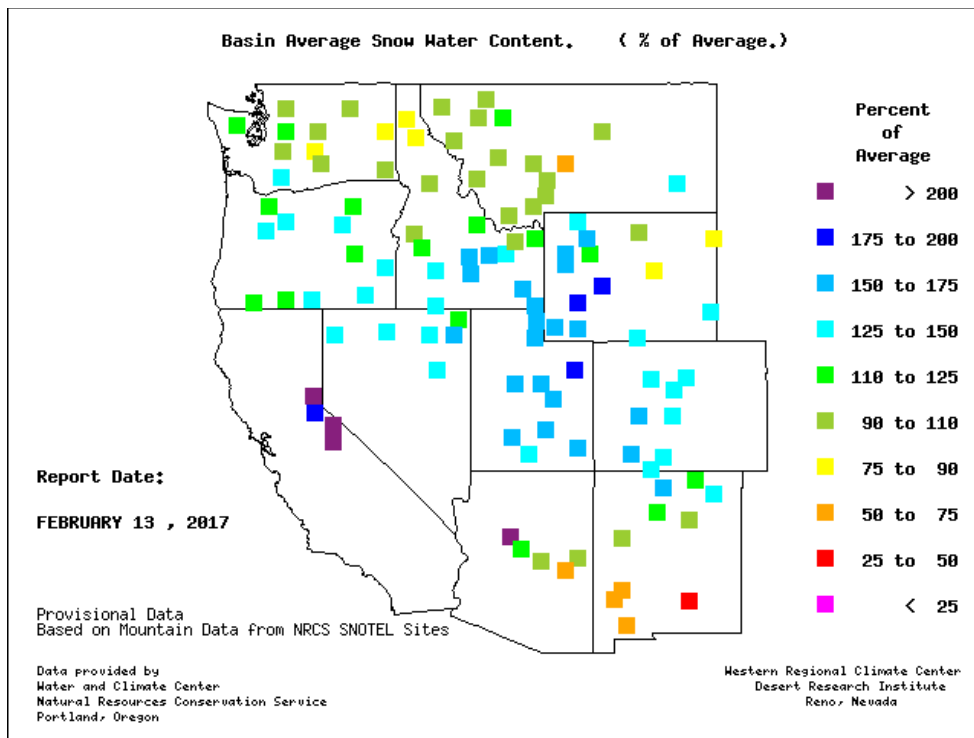 Basin Average Snow Water Content. ( % of Average.)
Percent
of
Average
> 200
175 to 200
150 to 175
125 to 150
110 to 125
90 to 110
75 to 90
50 to 75
25 to 50
< 25
Report Date:
FEBRUARY 13 , 2017
Provisional Data
Based on Mountain Data from NRCS SNOTEL Sites
Data provided by
Water and Climate Center
Natural Resources Conservation Service
Portland, Oregon
Western Regional Climate Center
Desert Research Institute
Reno, Nevada